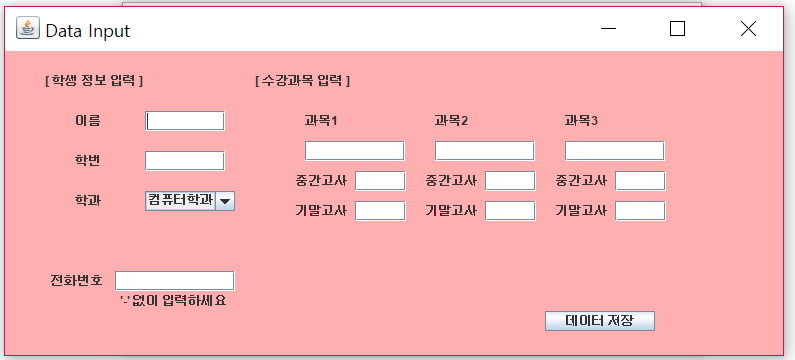 Data Input
[ 학생 정보 입력 ] [ 수강과목 입력 ]
이름 과목1 과목2 과목3
학번
중간고사 중간고사 중간고사
학과 컴퓨터학과
기말고사 기말고사 기말고사
전화번호
'-' 없이 입력하세요
데이터 저장